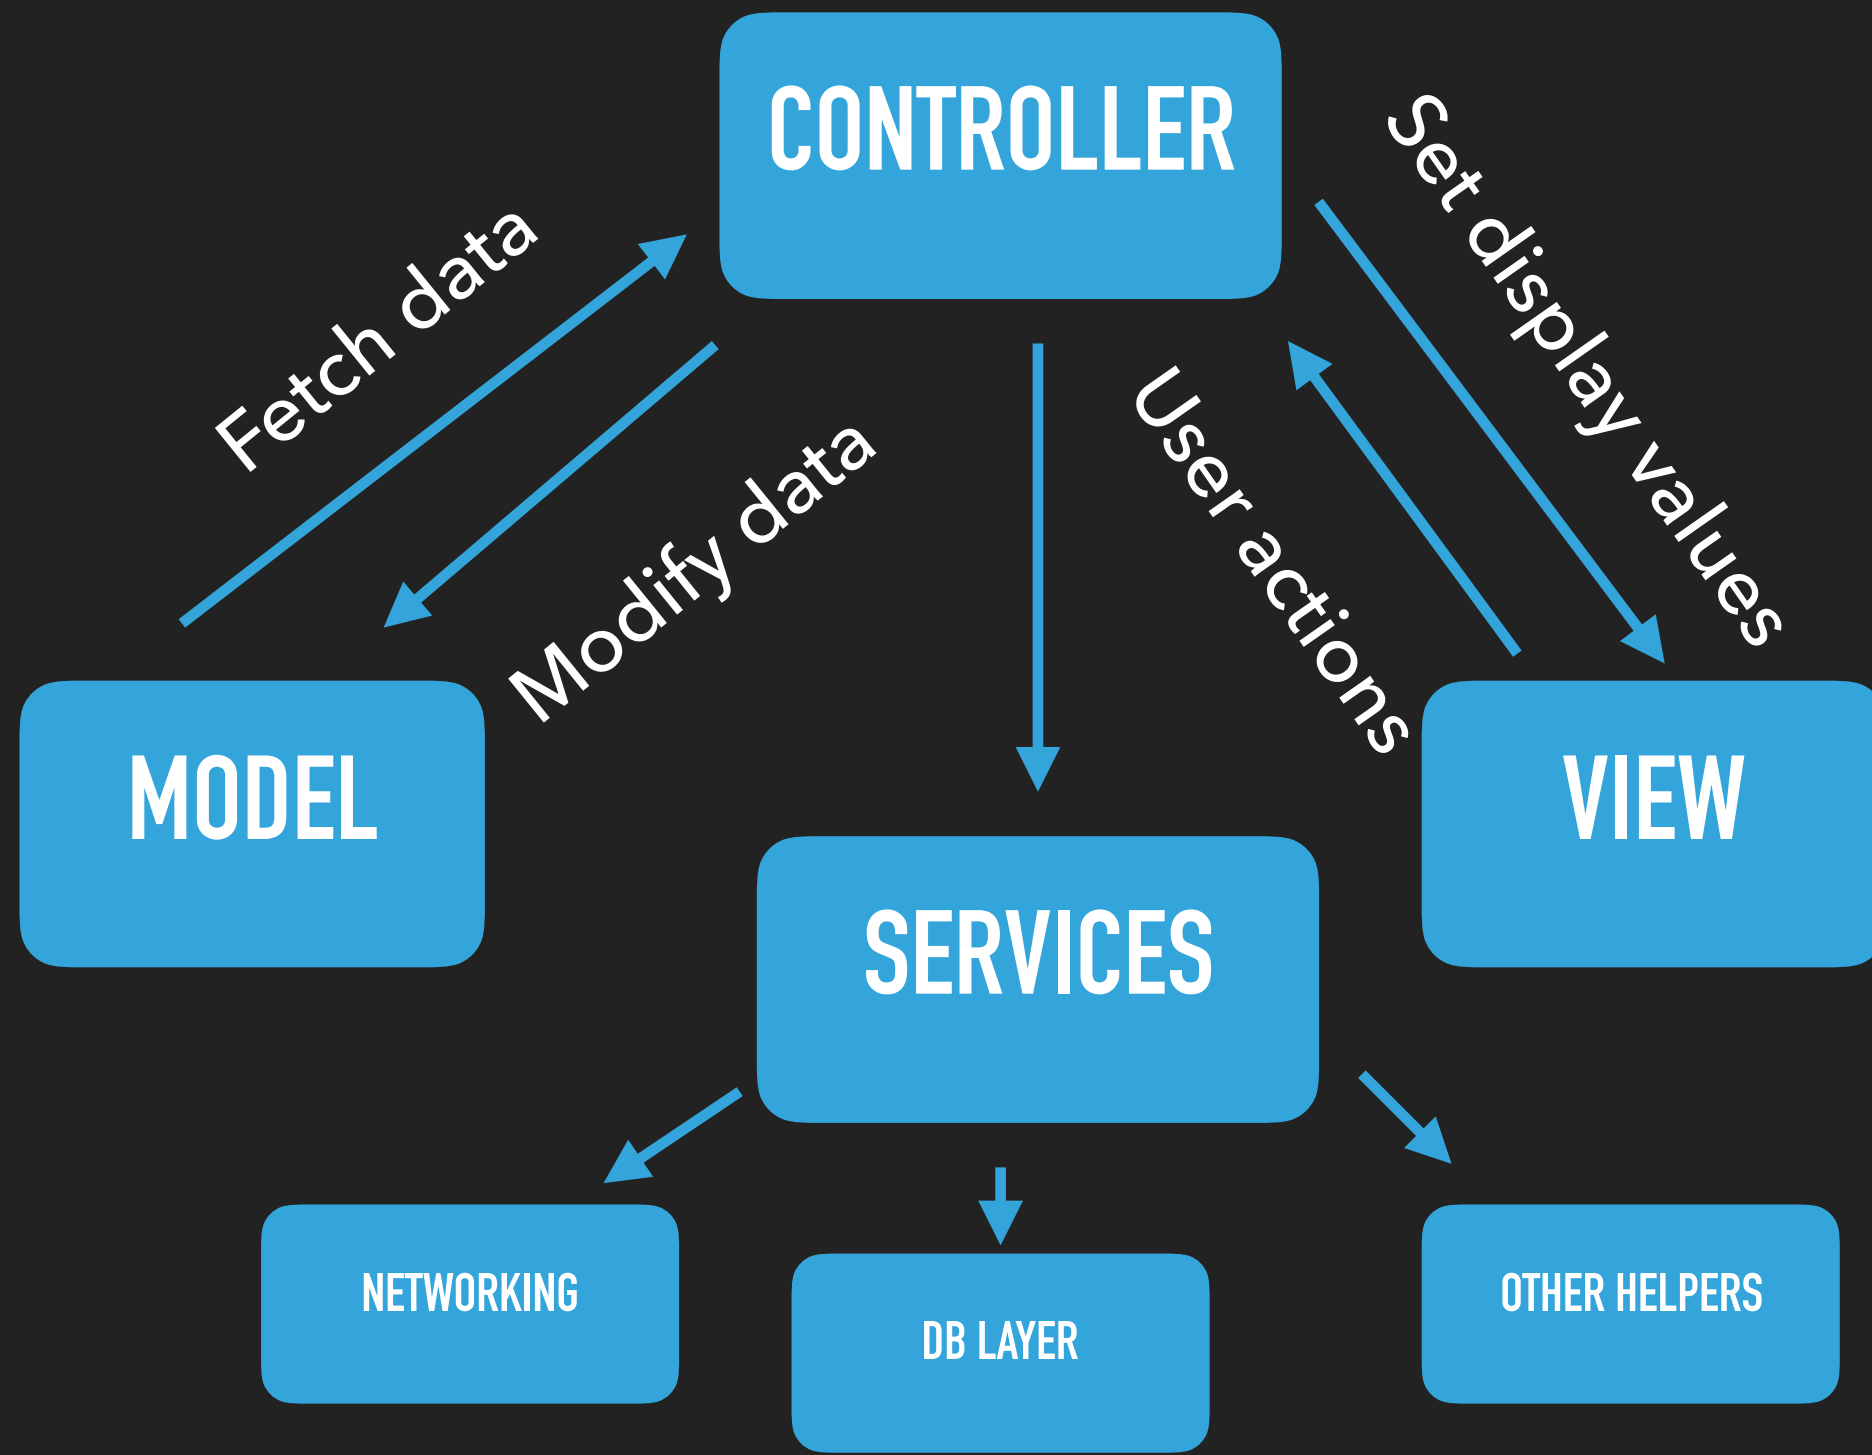 CONTROLLER
Fetch data
Modify data
User actions
Set display values
MODEL
VIEW
SERVICES
NETWORKING
DB LAYER
OTHER HELPERS